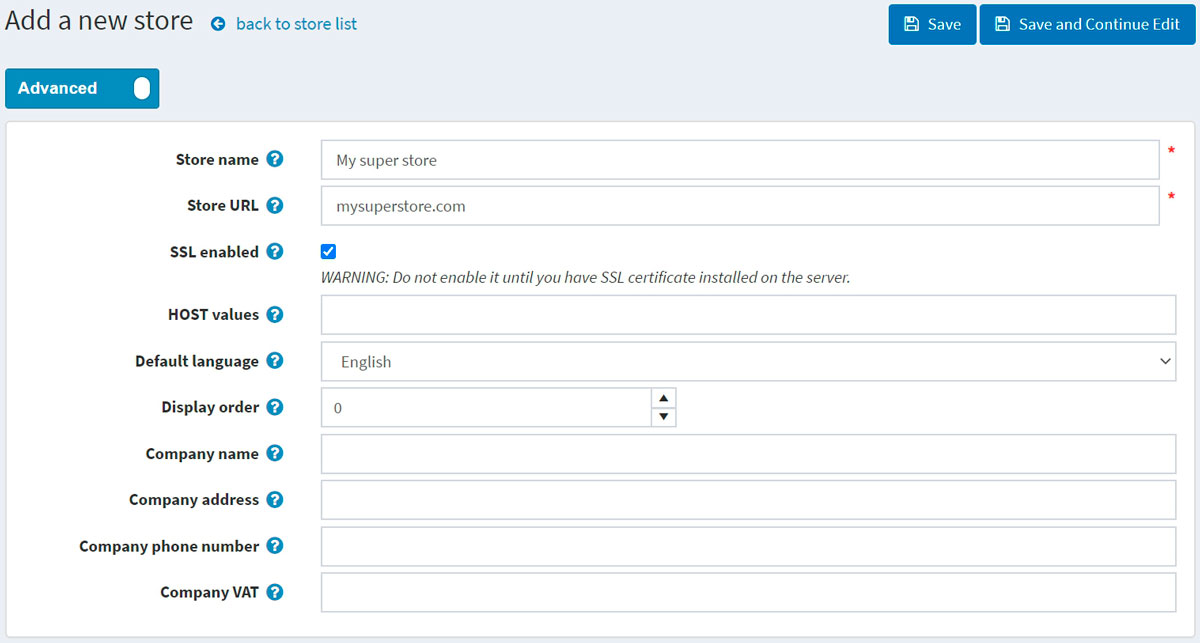 Add a new store back to store list Save Save and Continue Edit
Advanced
Store name ? My super store *
Store URL ? mysuperstore.com *
SSL enabled ?
WARNING: Do not enable it until you have SSL certificate installed on the server.
HOST values ?
Default language ? English
Display order ? 0
Company name ?
Company address ?
Company phone number ?
Company VAT ?